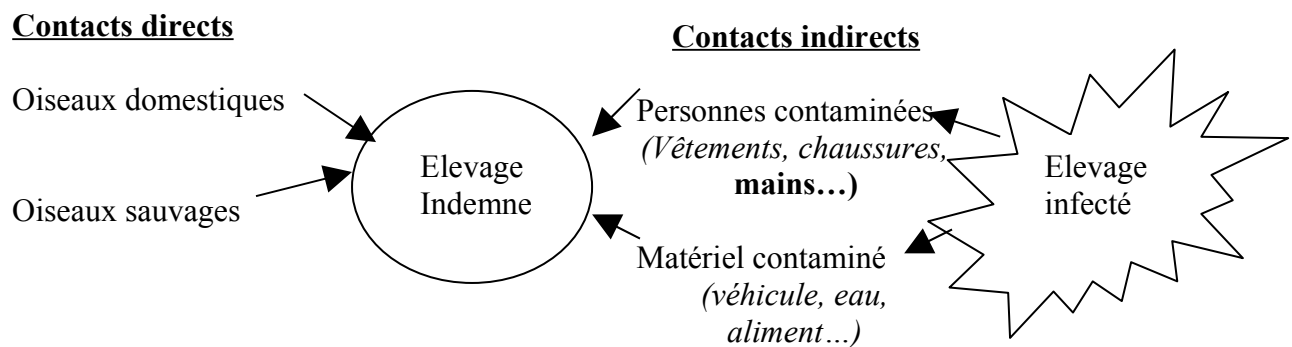 Contacts directs
Oiseaux domestiques
Oiseaux sauvages
Elevage
Indemne
Contacts indirects
Personnes contaminées
(Vêtements, chaussures,
mains…)
Matériel contaminé
(véhicule, eau,
aliment…)
Elevage
infecté